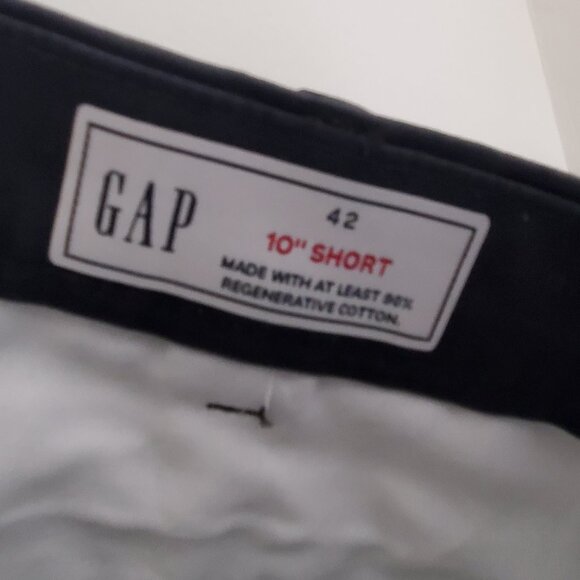 GAP
42
10" SHORT
MADE WITH AT LEAST
REGENERATIVE COTTON.